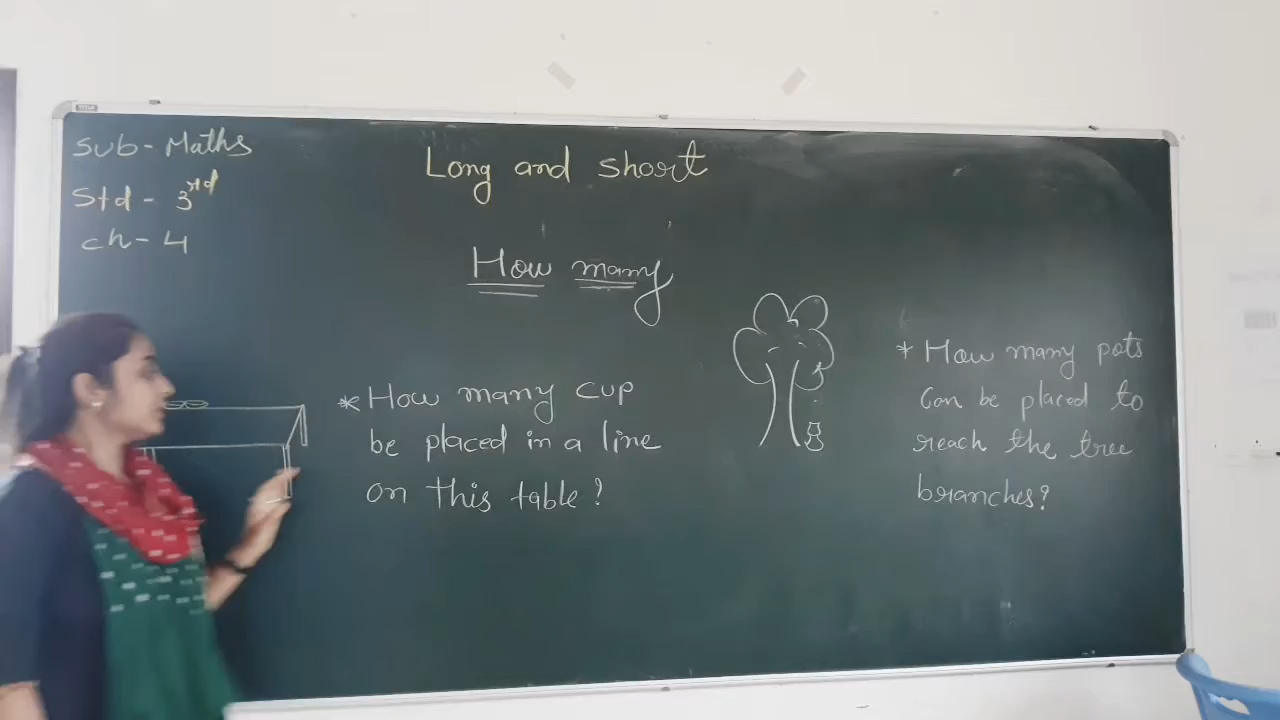 Sub - Maths
Std - 3rd
Ch - 4
Long and short
How many
* How many cup
be placed in a line
on this table?
* How many pots
Can be placed to
reach the tree
branches?